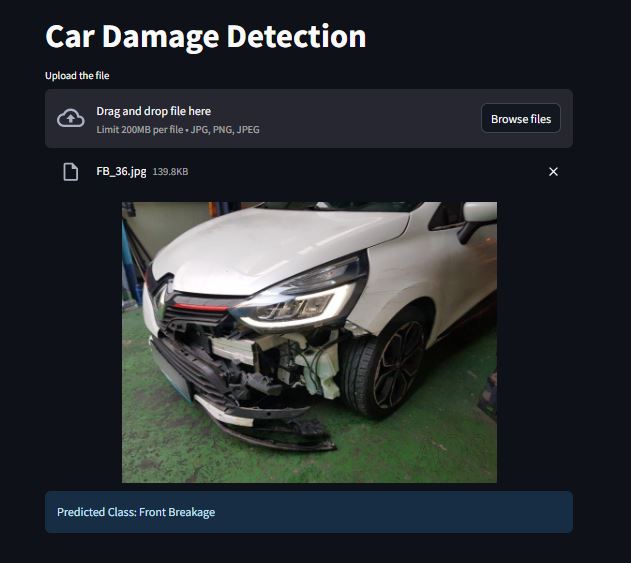 Car Damage Detection
Upload the file
Drag and drop file here
Limit 200MB per file • JPG, PNG, JPEG
Browse files
FB_36.jpg 139.8KB
Predicted Class: Front Breakage